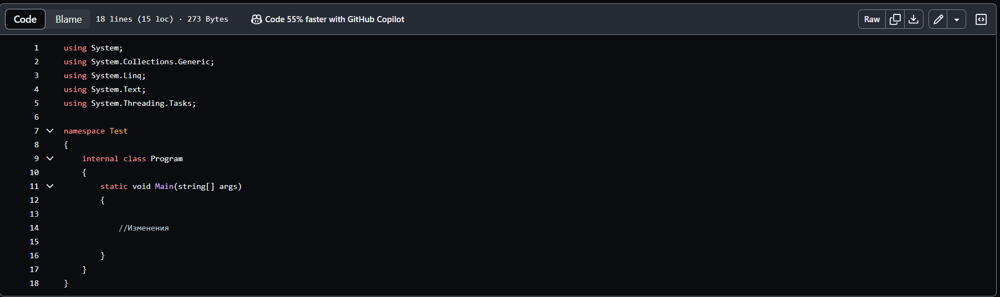 Code Blame 18 lines (15 loc) · 273 Bytes Code 55% faster with GitHub Copilot Raw
1 using System;
2 using System.Collections.Generic;
3 using System.Linq;
4 using System.Text;
5 using System.Threading.Tasks;
6
7 namespace Test
8 {
9 internal class Program
10 {
11 static void Main(string[] args)
12 {
13
14 //Изменения
15
16 }
17 }
18 }